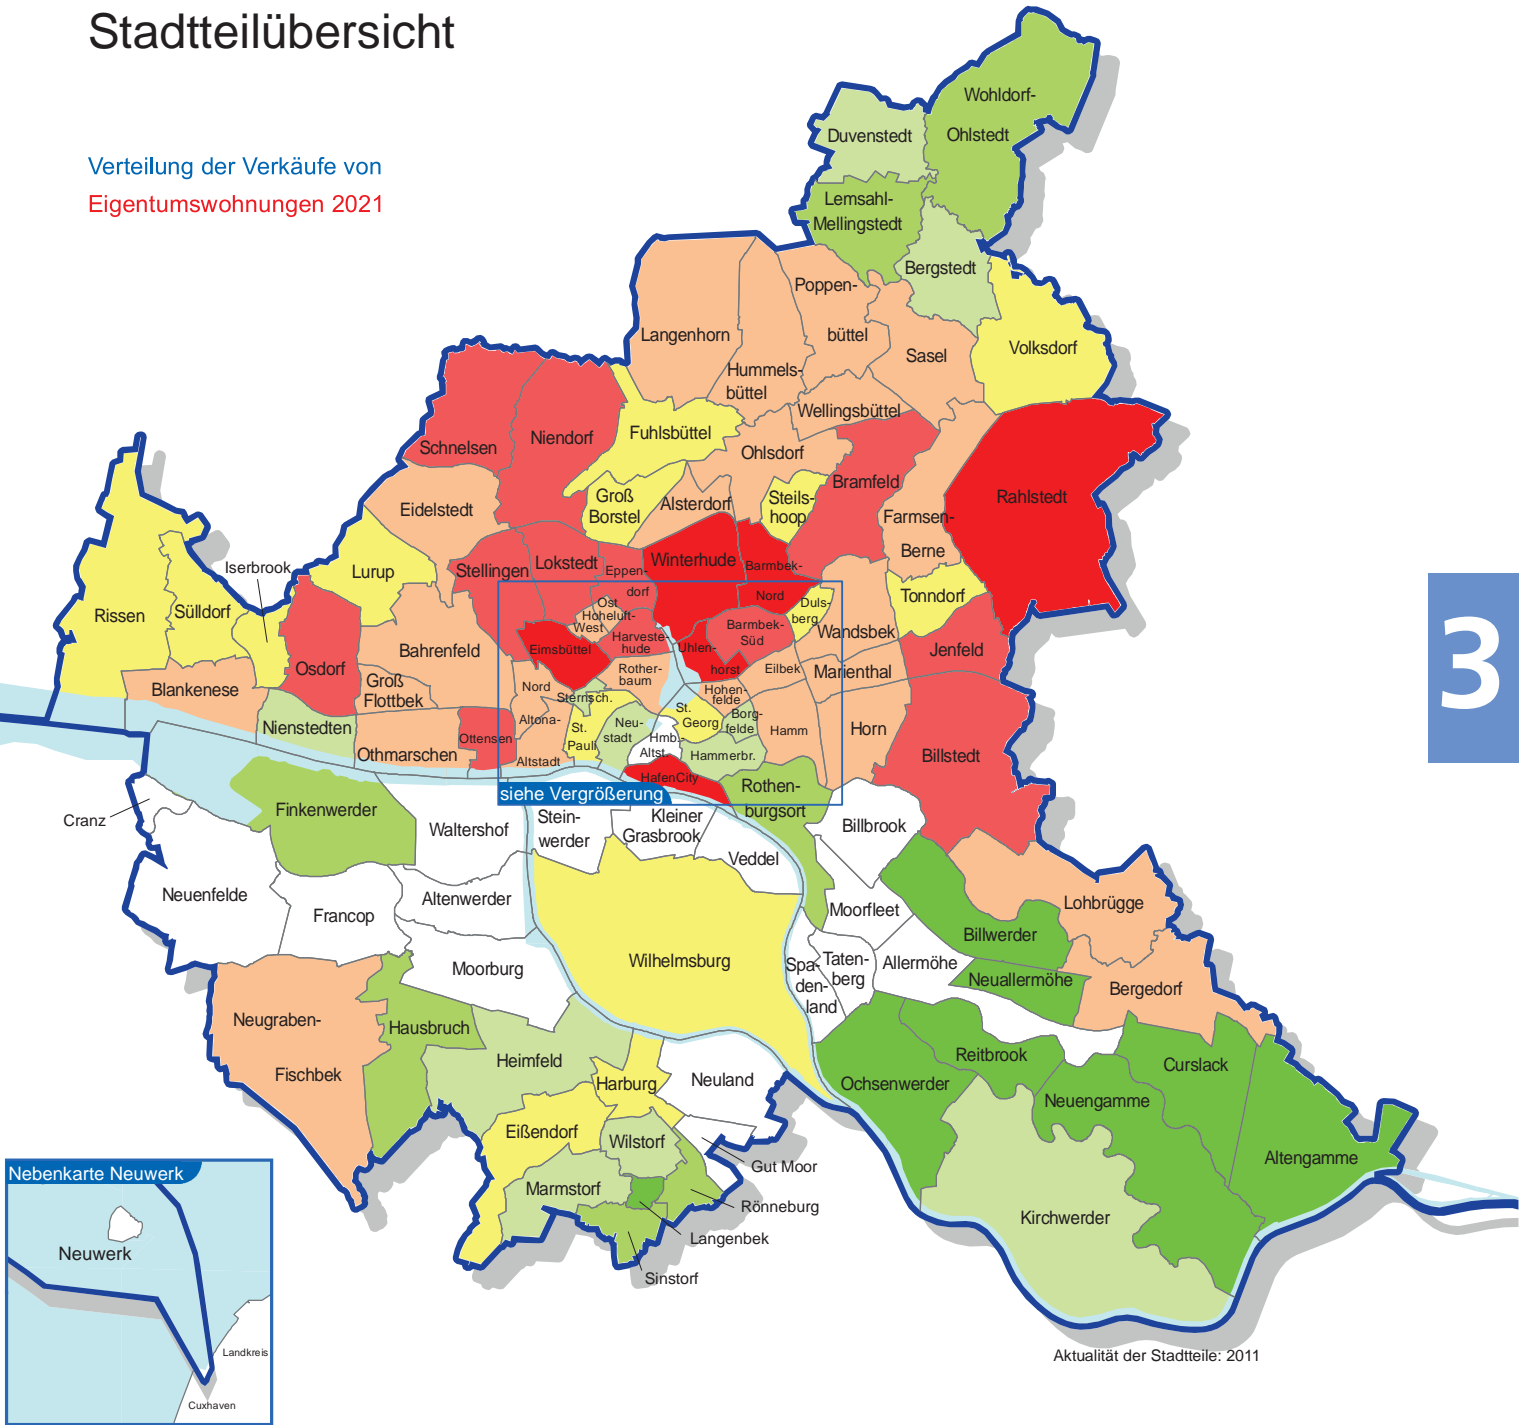 Stadtteilübersicht
Verteilung der Verkäufe von
Eigentumswohnungen 2021
Wohldorf-
Ohlstedt
Duvenstedt
Lemsahl-
Mellingstedt
Bergstedt
Poppen-
büttel
Langenhorn
Hummels-
büttel
Sasel
Volksdorf
Wellingsbüttel
Schnelsen
Niendorf
Fuhlsbüttel
Ohlsdorf
Bramfeld
Rahlstedt
Eidelstedt
Groß
Borstel
Alsterdorf
Steils-
hoop
Farmsen-
Berne
Iserbrook
Lurup
Stellingen
Lokstedt
Eppen-
dorf
Winterhude
Barmbek-
Nord
Tonndorf
Rissen
Sülldorf
Ost
Hoheluft-
West
Duls-
berg
Barmbek-
Süd
Wandsbek
Harveste-
hude
Eimsbüttel
Uhlen-
horst
Jenfeld
Bahrenfeld
Osdorf
Groß
Flottbek
Rother-
baum
Eilbek
Marienthal
Blankenese
Nord
Altona-
Altstadt
Sternsch.
Hohen-
felde
Nienstedten
Othmarschen
Ottensen
St.
Pauli
Neu-
stadt
St.
Georg
Borg-
felde
Hamm
Horn
Hmb.-
Altst.
Hammerbr.
Billstedt
HafenCity
siehe Vergrößerung
Rothen-
burgsort
3
Cranz
Finkenwerder
Waltershof
Stein-
werder
Kleiner
Grasbrook
Veddel
Billbrook
Neuenfelde
Francop
Altenwerder
Moorfleet
Lohbrügge
Billwerder
Moorburg
Wilhelmsburg
Spa-
den-
land
Taten-
berg
Allermöhe
Neuallermöhe
Bergedorf
Neugraben-
Fischbek
Hausbruch
Heimfeld
Harburg
Neuland
Ochsenwerder
Reitbrook
Curslack
Neuengamme
Eißendorf
Wilstorf
Gut Moor
Altengamme
Marmstorf
Rönneburg
Langenbek
Sinstorf
Kirchwerder
Nebenkarte Neuwerk
Neuwerk
Landkreis
Cuxhaven
Aktualität der Stadtteile: 2011